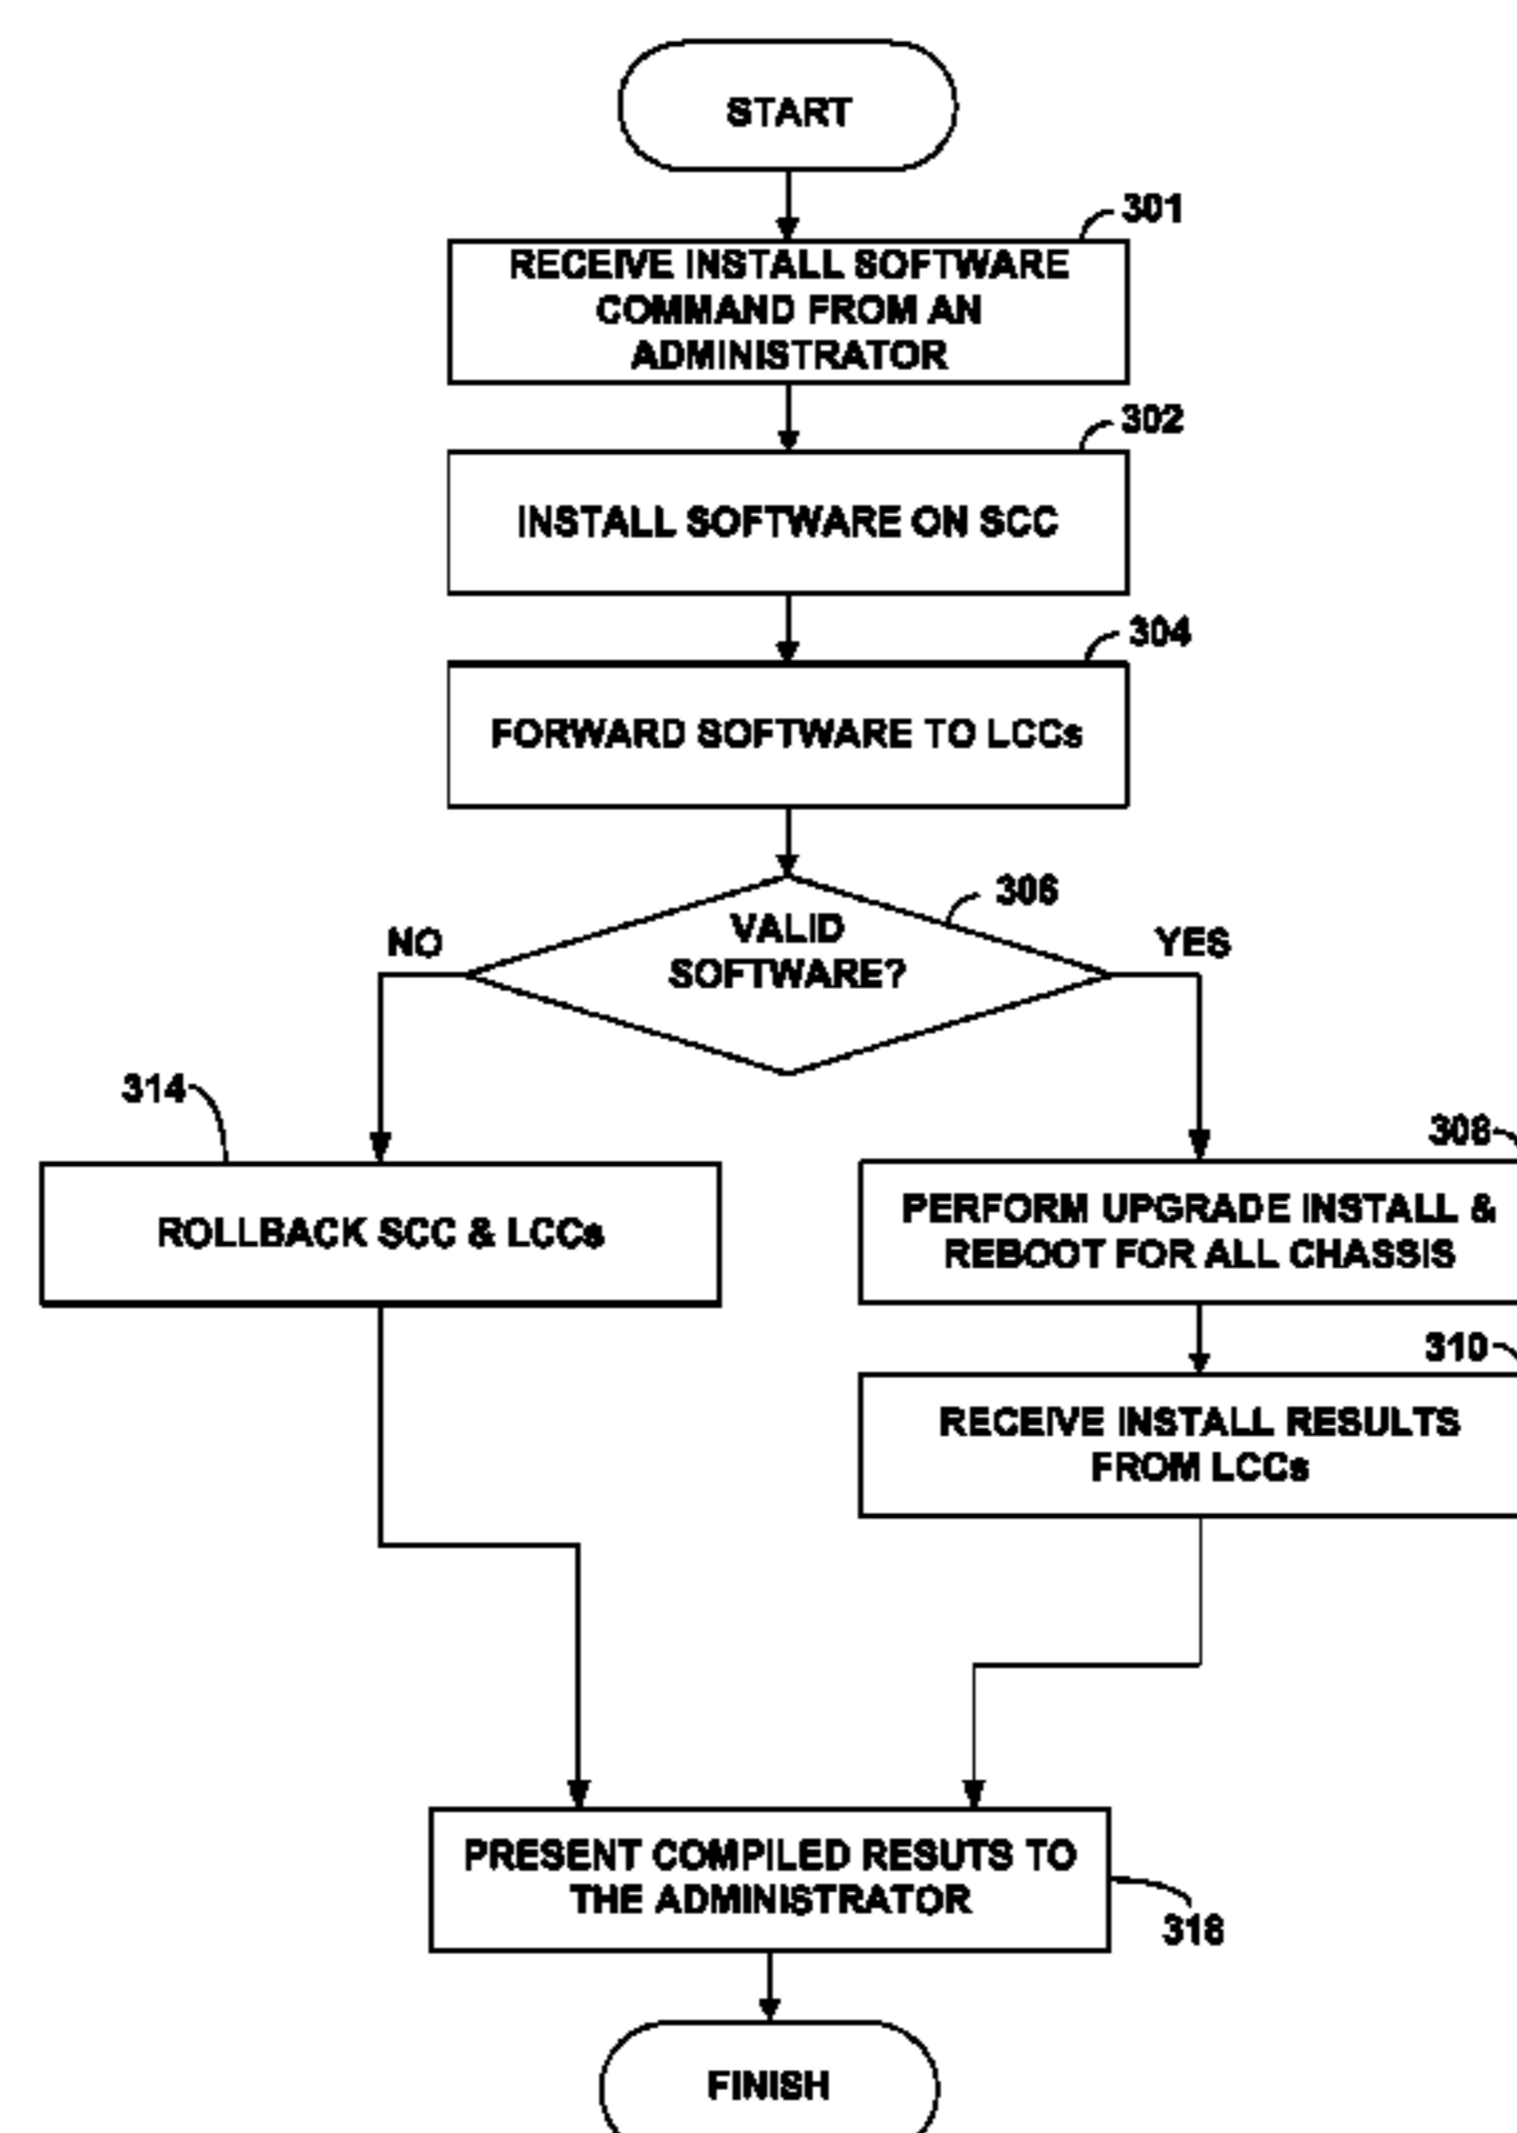 START
301
RECEIVE INSTALL SOFTWARE
COMMAND FROM AN
ADMINISTRATOR
302
INSTALL SOFTWARE ON SCC
304
FORWARD SOFTWARE TO LCCs
306
VALID
SOFTWARE?
NO
YES
314
ROLLBACK SCC & LCCs
308
PERFORM UPGRADE INSTALL &
REBOOT FOR ALL CHASSIS
310
RECEIVE INSTALL RESULTS
FROM LCCs
PRESENT COMPILED RESUTS TO
THE ADMINISTRATOR
318
FINISH